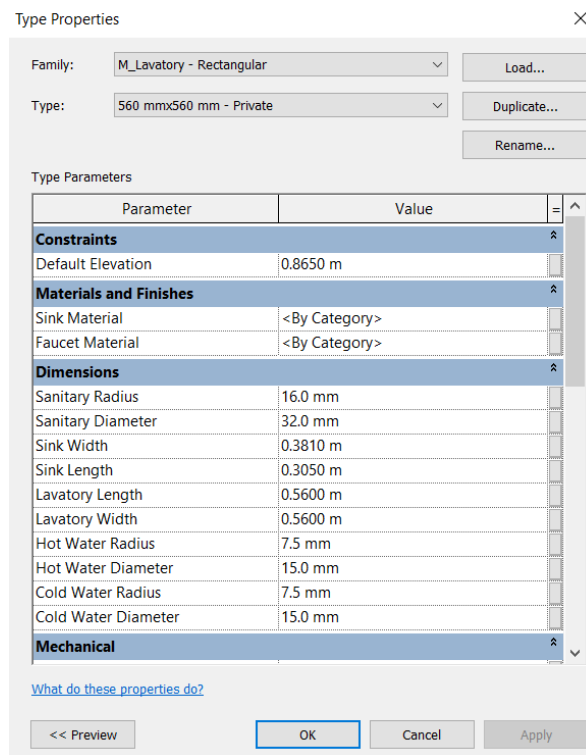 Type Properties
Family: M_Lavatory - Rectangular Load...
Type: 560 mmx560 mm - Private Duplicate...
Rename...
Type Parameters
Parameter Value =
Constraints
Default Elevation 0.8650 m
Materials and Finishes
Sink Material <By Category>
Faucet Material <By Category>
Dimensions
Sanitary Radius 16.0 mm
Sanitary Diameter 32.0 mm
Sink Width 0.3810 m
Sink Length 0.3050 m
Lavatory Length 0.5600 m
Lavatory Width 0.5600 m
Hot Water Radius 7.5 mm
Hot Water Diameter 15.0 mm
Cold Water Radius 7.5 mm
Cold Water Diameter 15.0 mm
Mechanical
What do these properties do?
<< Preview OK Cancel Apply